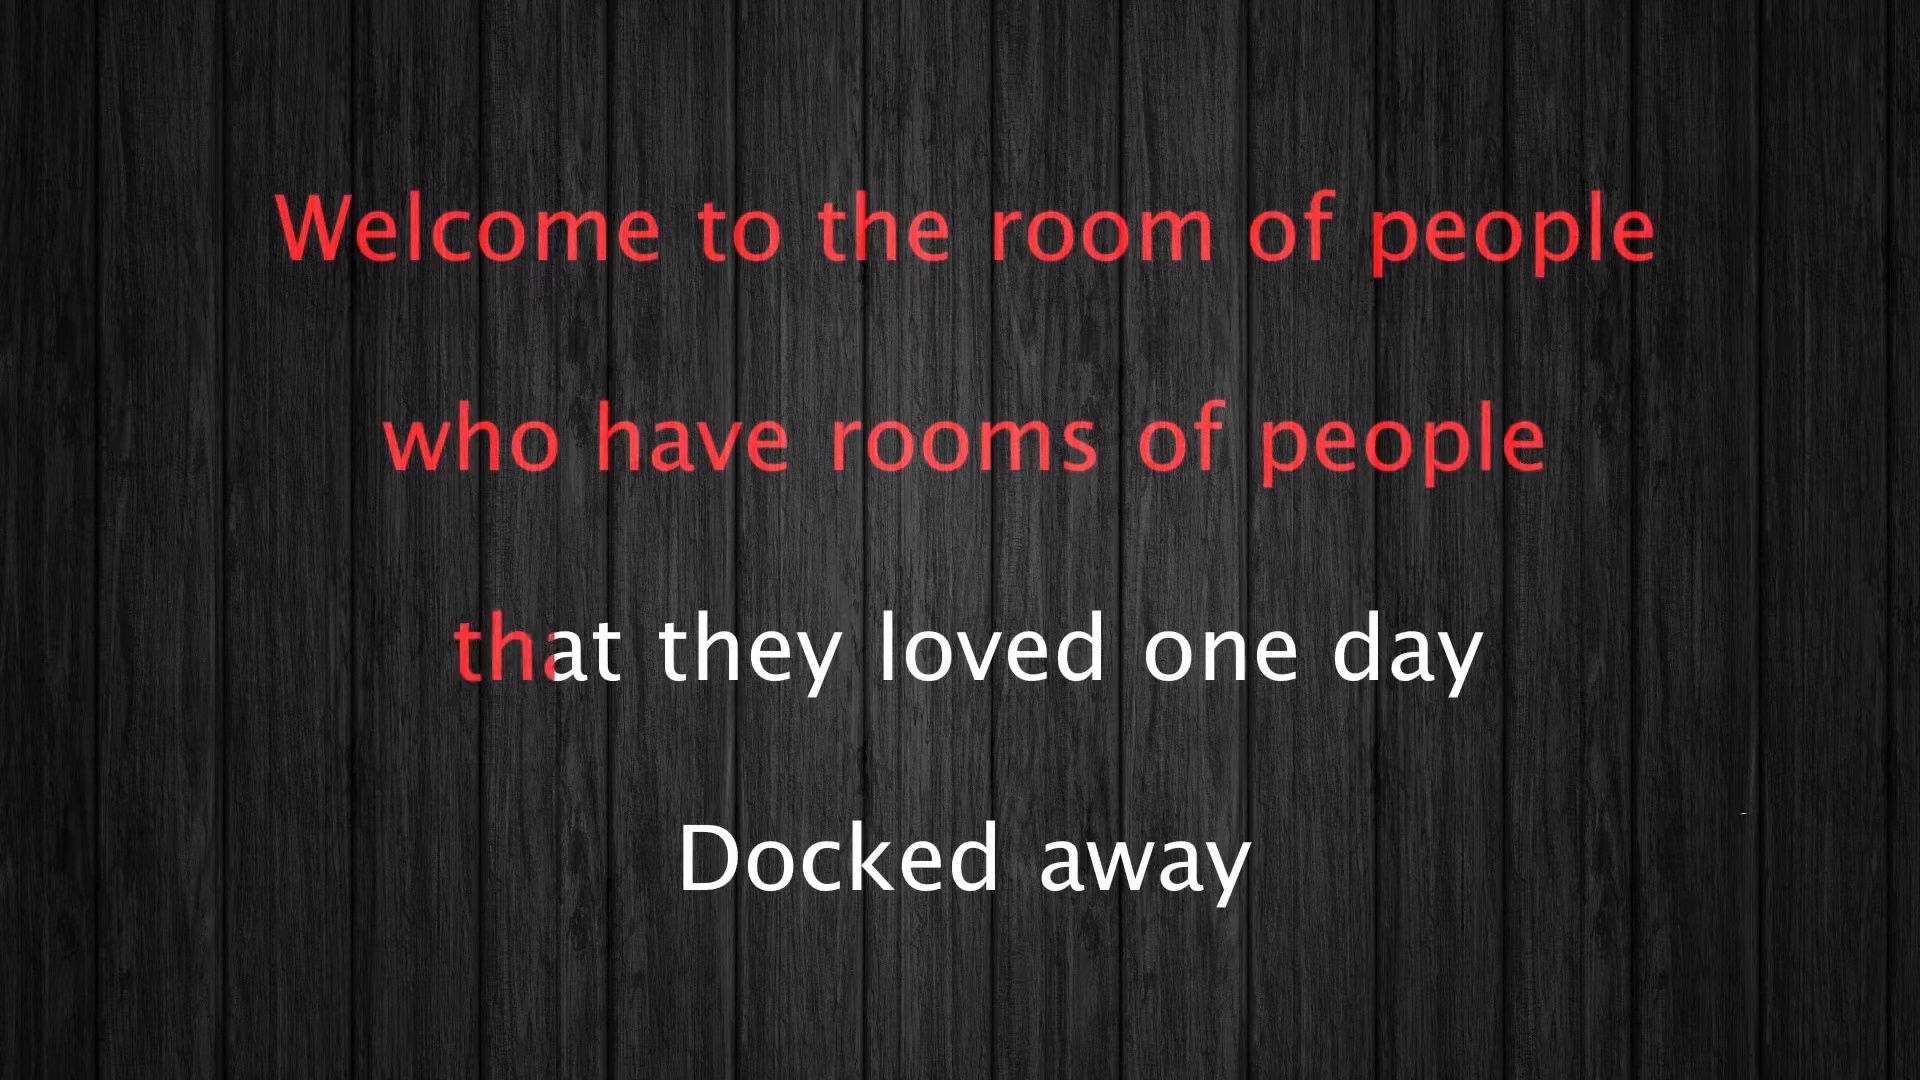 Welcome to the room of people
who have rooms of people
that they loved one day
Docked away